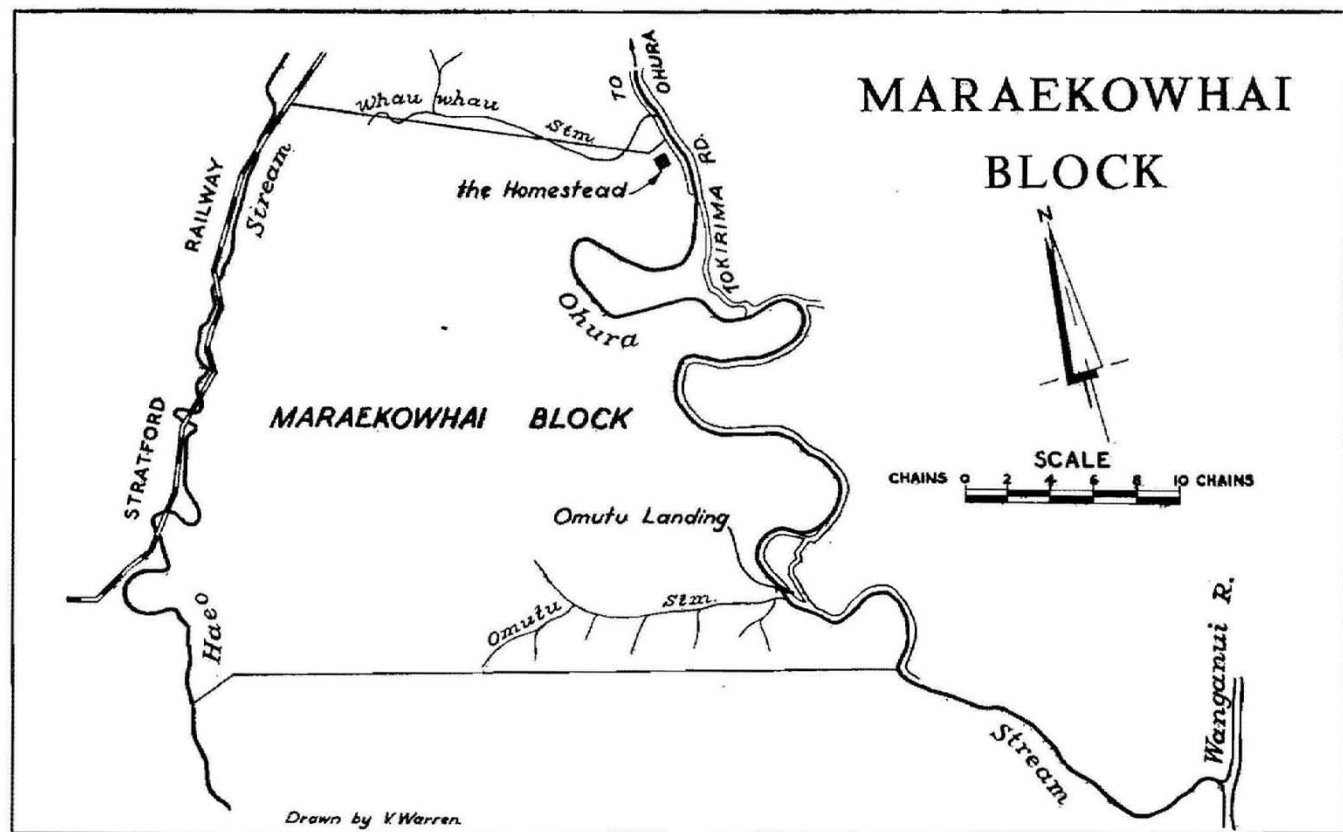 MARAEKOWHAI
BLOCK
TO OHURA
Whau whau Stm.
RAILWAY
Stream
the Homestead
TOKIRIMA RD.
N
Ohura
MARAEKOWHAI BLOCK
STRATFORD
SCALE
CHAINS 0 2 4 6 8 10 CHAINS
Omutu Landing
Omutu Stm.
Haeo
Wanganui R.
Stream
Drawn by V. Warren